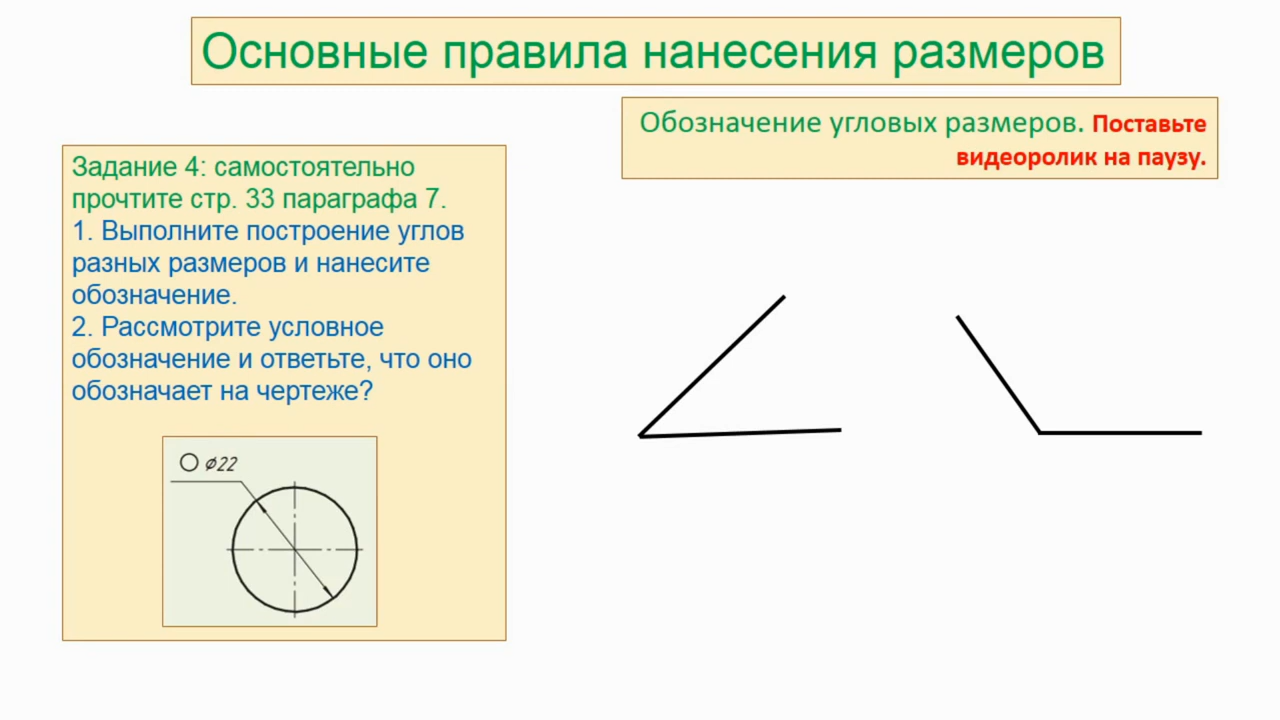 Основные правила нанесения размеров
Обозначение угловых размеров. Поставьте
видеоролик на паузу.
Задание 4: самостоятельно
прочтите стр. 33 параграфа 7.
1. Выполните построение углов
разных размеров и нанесите
обозначение.
2. Рассмотрите условное
обозначение и ответьте, что оно
обозначает на чертеже?
○ ⌀22